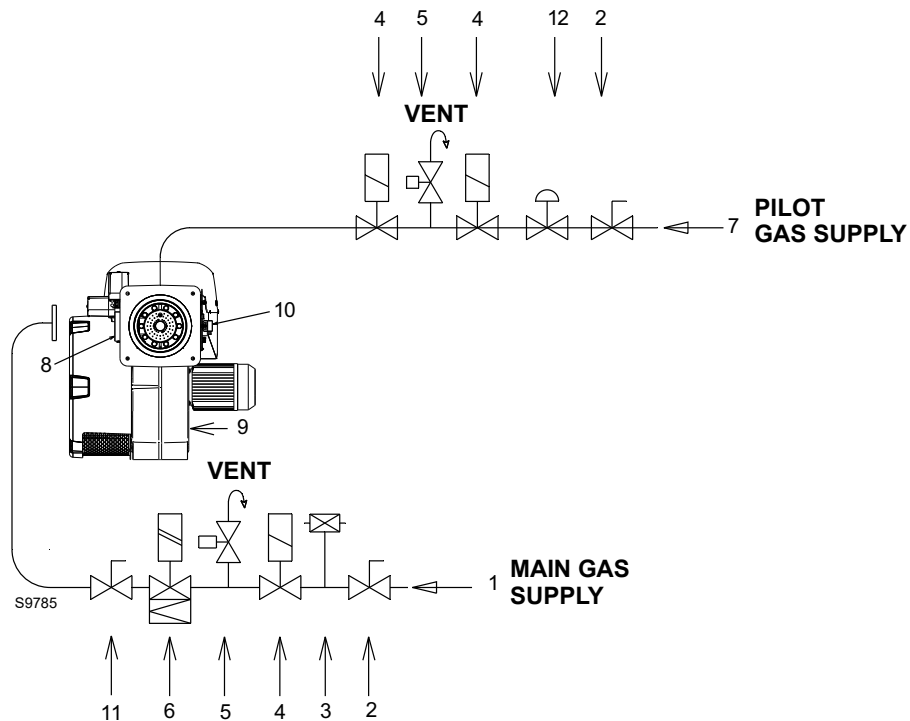 4 5 4 12 2
VENT
7 PILOT
GAS SUPPLY
10
8
9
VENT
1 MAIN GAS
SUPPLY
S9785
11 6 5 4 3 2